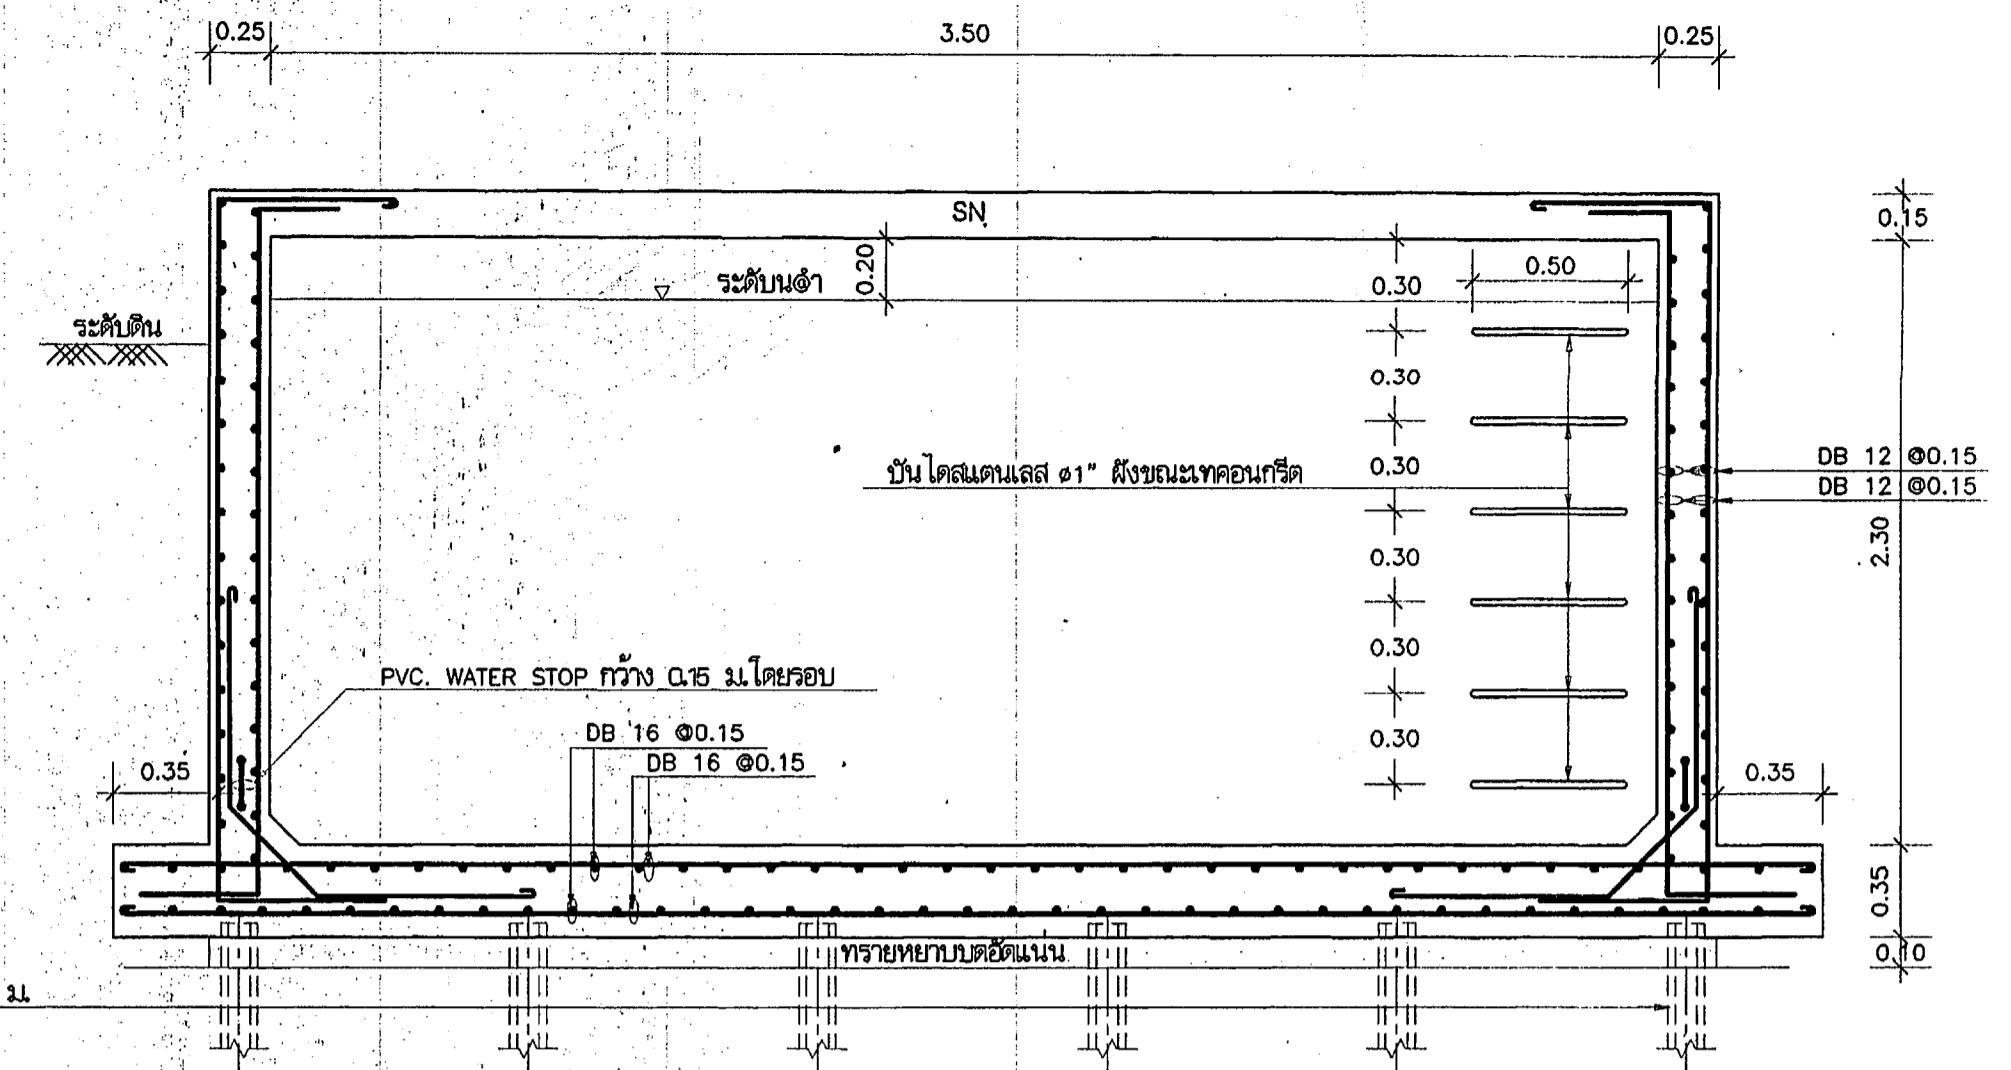 0.25
3.50
0.25
SN
0.15
ระดับน้ำ
0.20
0.30
0.50
ระดับดิน
0.30
บันไดสแตนเลส ø1" ฝังขณะเทคอนกรีต
0.30
DB 12 @0.15
DB 12 @0.15
2.30
0.30
PVC. WATER STOP กว้าง 0.15 ม.โดยรอบ
0.30
DB 16 @0.15
DB 16 @0.15
0.30
0.35
0.35
0.35
ทรายหยาบบดอัดแน่น
0.10
ม.